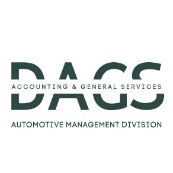 DAGS
ACCOUNTING & GENERAL SERVICES
AUTOMOTIVE MANAGEMENT DIVISION